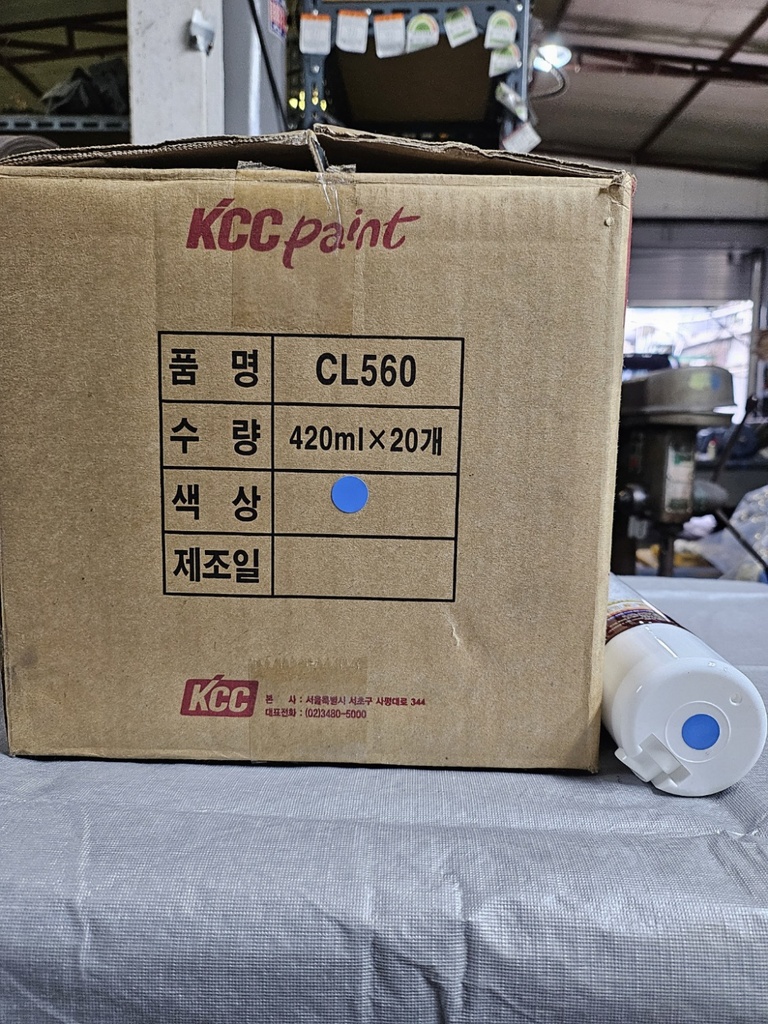 KCC paint
품 명 CL560
수 량 420ml×20개
색 상
제조일
KCC
본 사 : 서울특별시 서초구 사평대로 344
대표전화 : (02)3480-5000